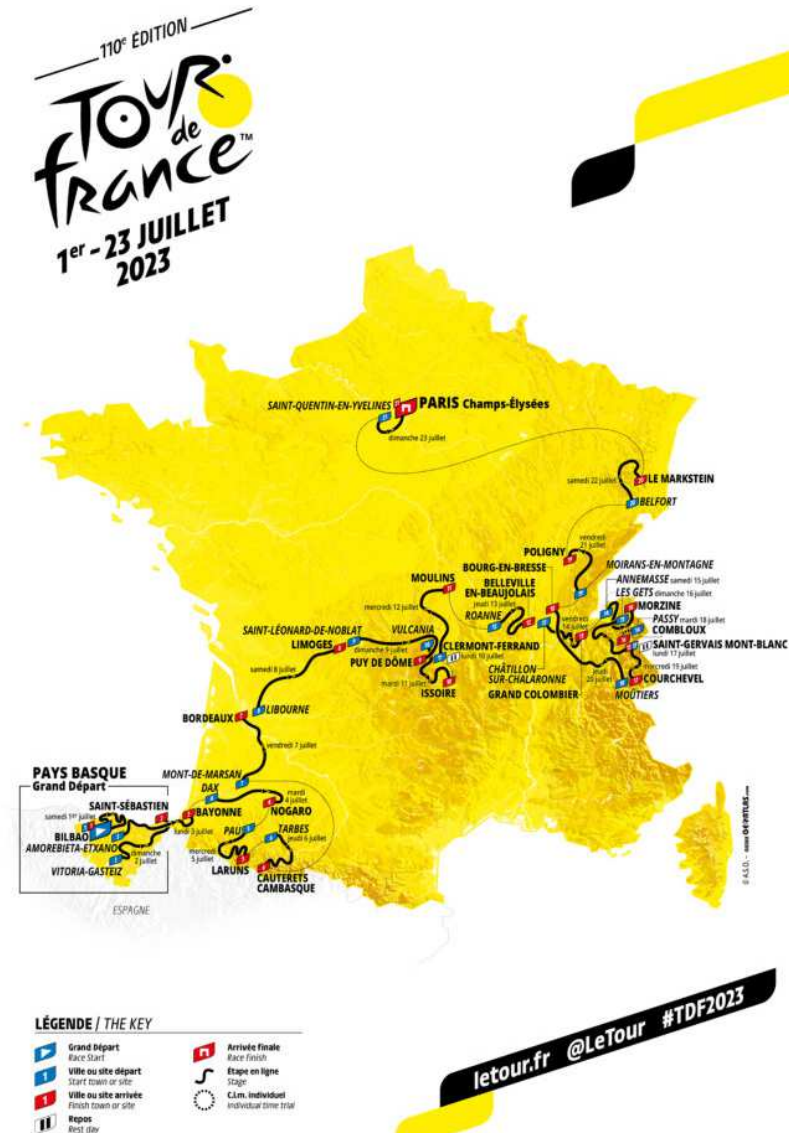 110e ÉDITION
TOUR
de
france™
1er - 23 JUILLET
2023
SAINT-QUENTIN-EN-YVELINES
PARIS Champs-Élysées
dimanche 23 juillet
samedi 22 juillet
LE MARKSTEIN
BELFORT
vendredi
21 juillet
POLIGNY
MOIRANS-EN-MONTAGNE
BOURG-EN-BRESSE
ANNEMASSE samedi 15 juillet
MOULINS
BELLEVILLE
EN-BEAUJOLAIS
LES GETS dimanche 16 juillet
jeudi 13 juillet
MORZINE
mercredi 12 juillet
ROANNE
PASSY mardi 18 juillet
vendredi
14 juillet
COMBLOUX
SAINT-LÉONARD-DE-NOBLAT
VULCANIA
CLERMONT-FERRAND
SAINT-GERVAIS MONT-BLANC
LIMOGES
dimanche 9 juillet
lundi 10 juillet
lundi 17 juillet
PUY DE DÔME
CHÂTILLON
SUR-CHALARONNE
mercredi 19 juillet
samedi 8 juillet
mardi 11 juillet
jeudi
20 juillet
COURCHEVEL
ISSOIRE
GRAND COLOMBIER
MOÛTIERS
LIBOURNE
BORDEAUX
vendredi 7 juillet
PAYS BASQUE
Grand Départ
MONT-DE-MARSAN
DAX
mardi
4 juillet
SAINT-SÉBASTIEN
samedi 1er juillet
BAYONNE
NOGARO
BILBAO
lundi 3 juillet
PAU
TARBES
jeudi 6 juillet
AMOREBIETA-ETXANO
dimanche
2 juillet
mercredi
5 juillet
VITORIA-GASTEIZ
LARUNS
CAUTERETS
CAMBASQUE
ESPAGNE
© A.S.O. - GEOATLAS.com
LÉGENDE / THE KEY
Grand Départ
Race Start
Arrivée finale
Race finish
1
Ville ou site départ
Start town or site
Étape en ligne
Stage
1
Ville ou site arrivée
Finish town or site
C.l.m. individuel
Individual time trial
Repos
Rest day
letour.fr @LeTour #TDF2023